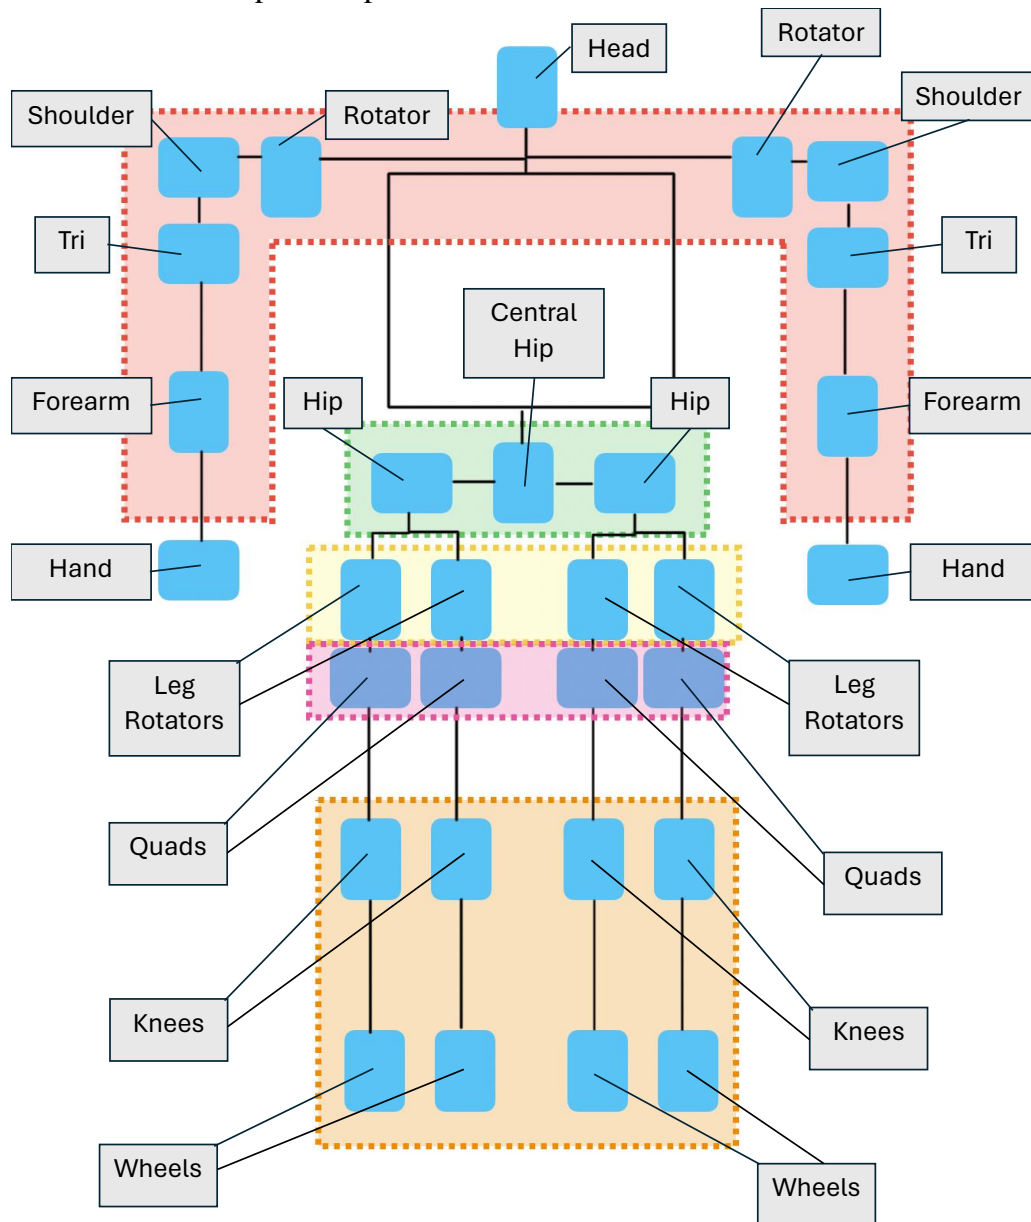 Head
Rotator
Shoulder
Rotator
Shoulder
Tri
Tri
Central
Hip
Forearm
Hip
Hip
Forearm
Hand
Hand
Leg
Rotators
Leg
Rotators
Quads
Quads
Knees
Knees
Wheels
Wheels